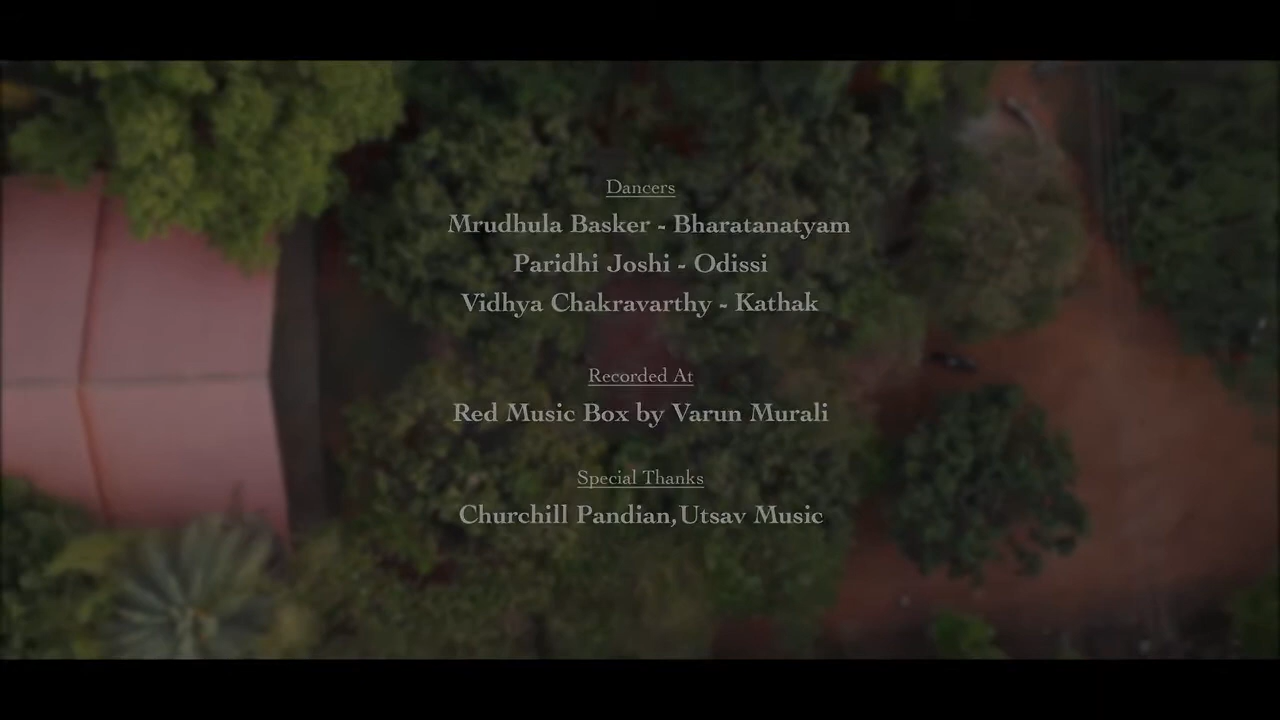 Dancers
Mrudhula Basker - Bharatanatyam
Paridhi Joshi - Odissi
Vidhya Chakravarthy - Kathak
Recorded At
Red Music Box by Varun Murali
Special Thanks
Churchill Pandian,Utsav Music